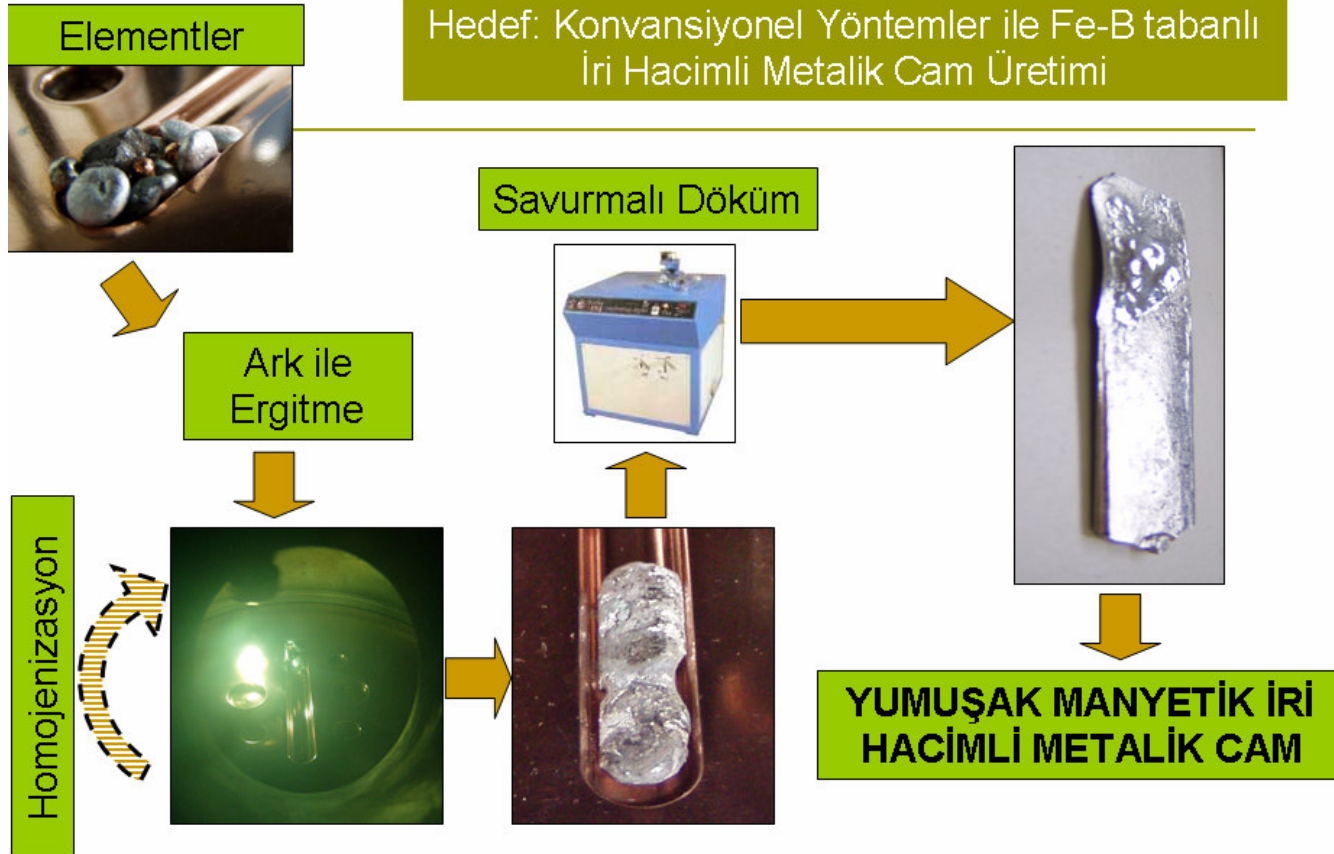 Elementler
Hedef: Konvansiyonel Yöntemler ile Fe-B tabanlı
İri Hacimli Metalik Cam Üretimi
Savurmalı Döküm
Ark ile
Ergitme
Homojenizasyon
YUMUŞAK MANYETİK İRİ
HACİMLİ METALİK CAM